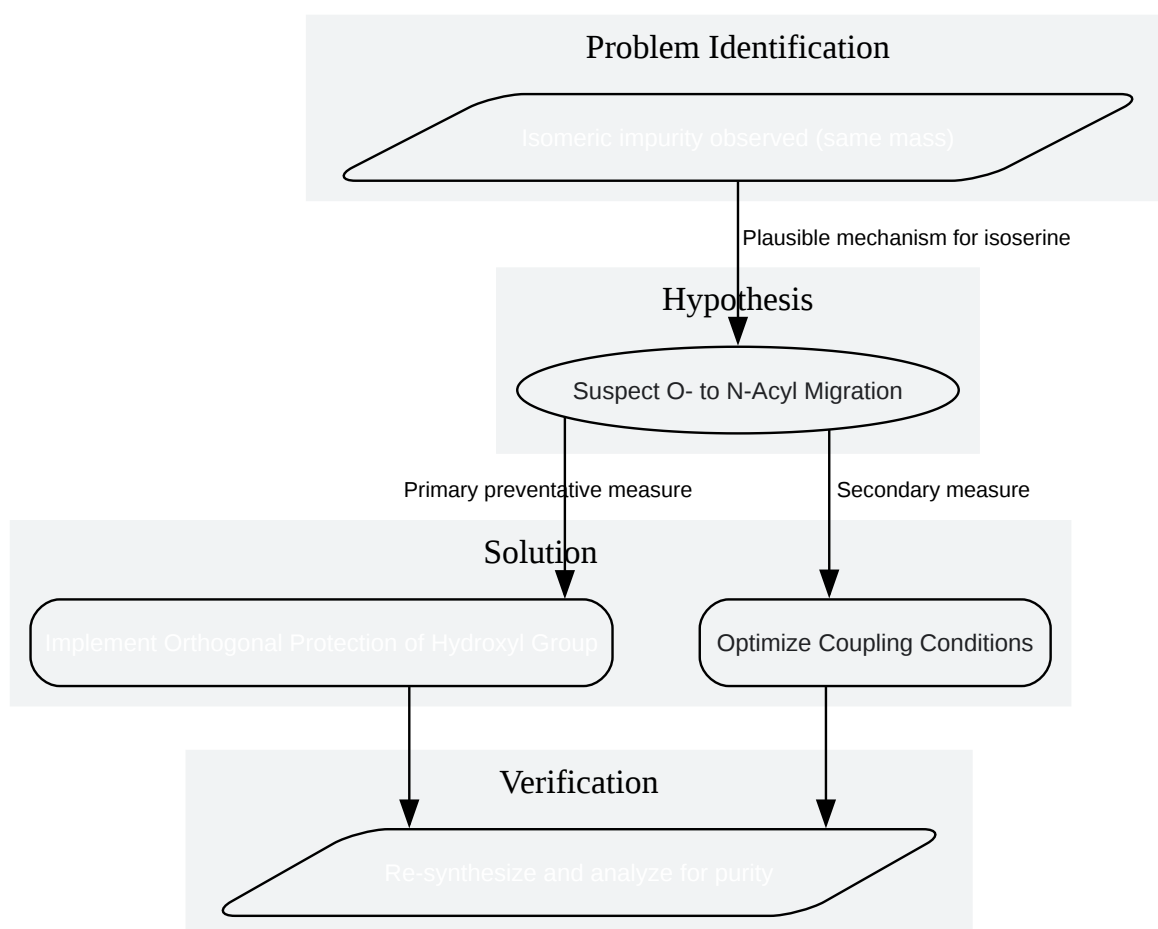 Problem Identification
Isomeric impurity observed (same mass)
Plausible mechanism for isoserine
Hypothesis
Suspect O- to N-Acyl Migration
Primary preventative measure
Secondary measure
Solution
Implement Orthogonal Protection of Hydroxyl Group
Optimize Coupling Conditions
Verification
Re-synthesize and analyze for purity